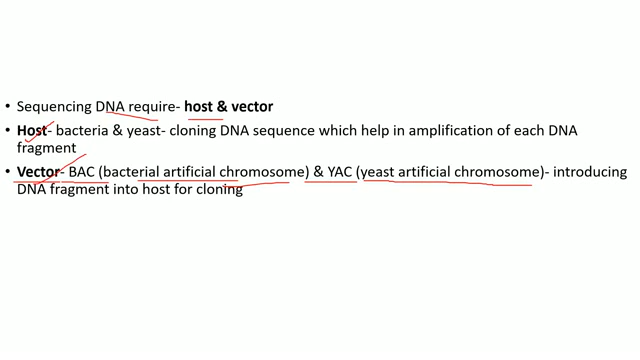 • Sequencing DNA require- host & vector
• Host- bacteria & yeast- cloning DNA sequence which help in amplification of each DNA
fragment
• Vector- BAC (bacterial artificial chromosome) & YAC (yeast artificial chromosome)- introducing
DNA fragment into host for cloning